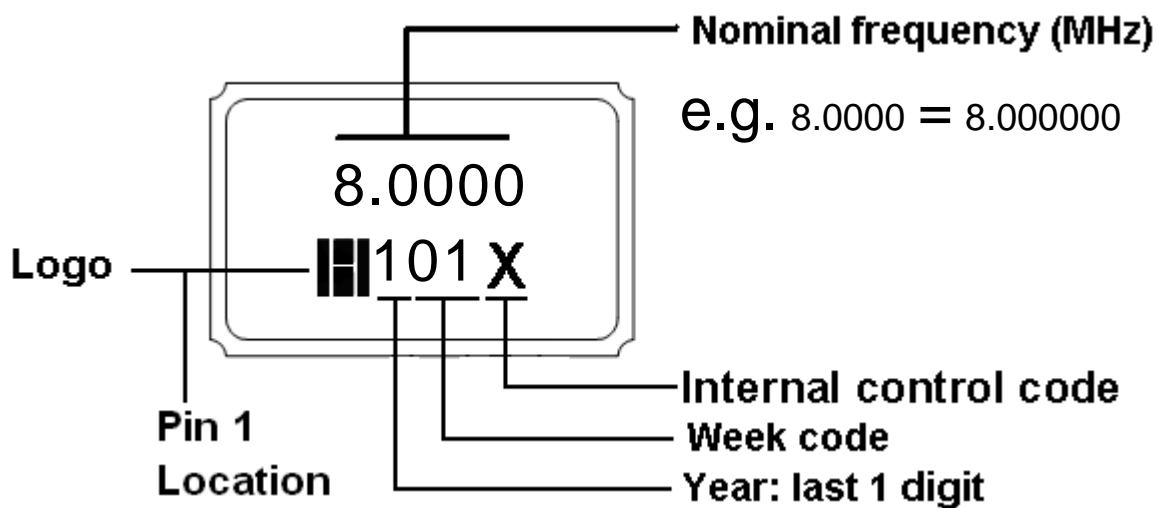 Nominal frequency (MHz)
e.g. 8.0000 = 8.000000
8.0000
Logo
101 X
Internal control code
Pin 1
Location
Week code
Year: last 1 digit